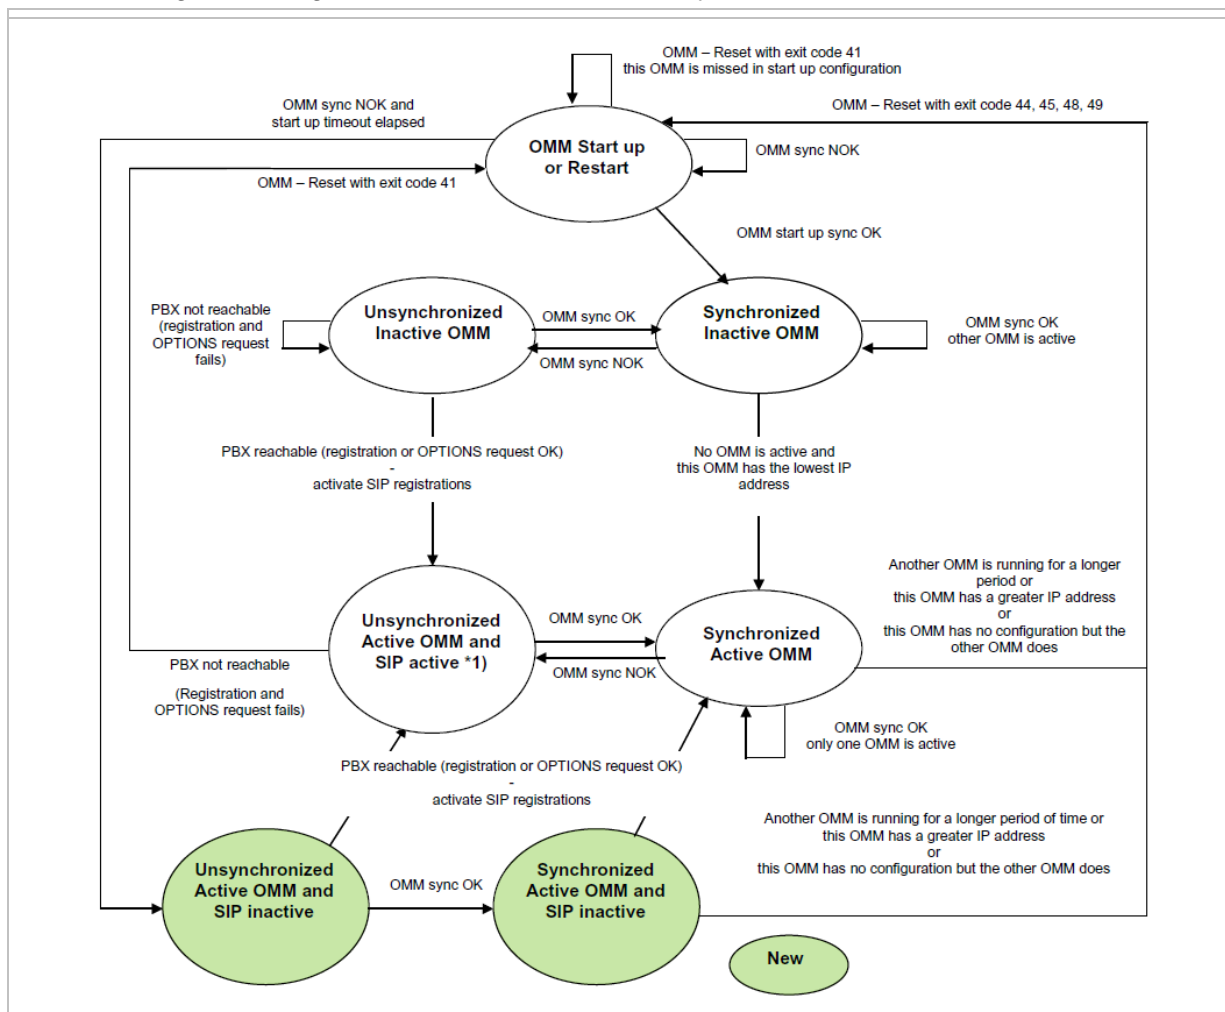 OMM – Reset with exit code 41
this OMM is missed in start up configuration
OMM sync NOK and
start up timeout elapsed
OMM – Reset with exit code 44, 45, 48, 49
OMM Start up
or Restart
OMM sync NOK
OMM – Reset with exit code 41
OMM start up sync OK
PBX not reachable
(registration and
OPTIONS request
fails)
Unsynchronized
Inactive OMM
OMM sync OK
OMM sync NOK
Synchronized
Inactive OMM
OMM sync OK
other OMM is active
PBX reachable (registration or OPTIONS request OK)
-
activate SIP registrations
No OMM is active and
this OMM has the lowest IP
address
Another OMM is running for a longer
period or
this OMM has a greater IP address
or
this OMM has no configuration but the
other OMM does
Unsynchronized
Active OMM and
SIP active *1)
OMM sync OK
OMM sync NOK
Synchronized
Active OMM
PBX not reachable
(Registration and
OPTIONS request fails)
OMM sync OK
only one OMM is active
PBX reachable (registration or OPTIONS request OK)
-
activate SIP registrations
Another OMM is running for a longer period of time or
this OMM has a greater IP address
or
this OMM has no configuration but the other OMM does
Unsynchronized
Active OMM and
SIP inactive
OMM sync OK
Synchronized
Active OMM and
SIP inactive
New